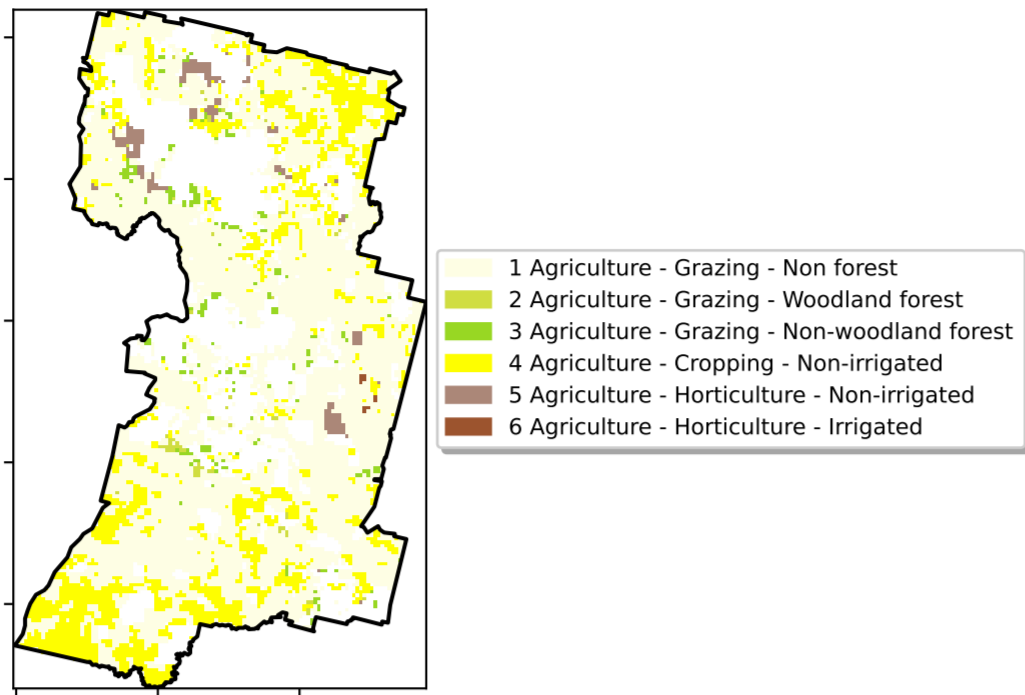 1 Agriculture - Grazing - Non forest
2 Agriculture - Grazing - Woodland forest
3 Agriculture - Grazing - Non-woodland forest
4 Agriculture - Cropping - Non-irrigated
5 Agriculture - Horticulture - Non-irrigated
6 Agriculture - Horticulture - Irrigated